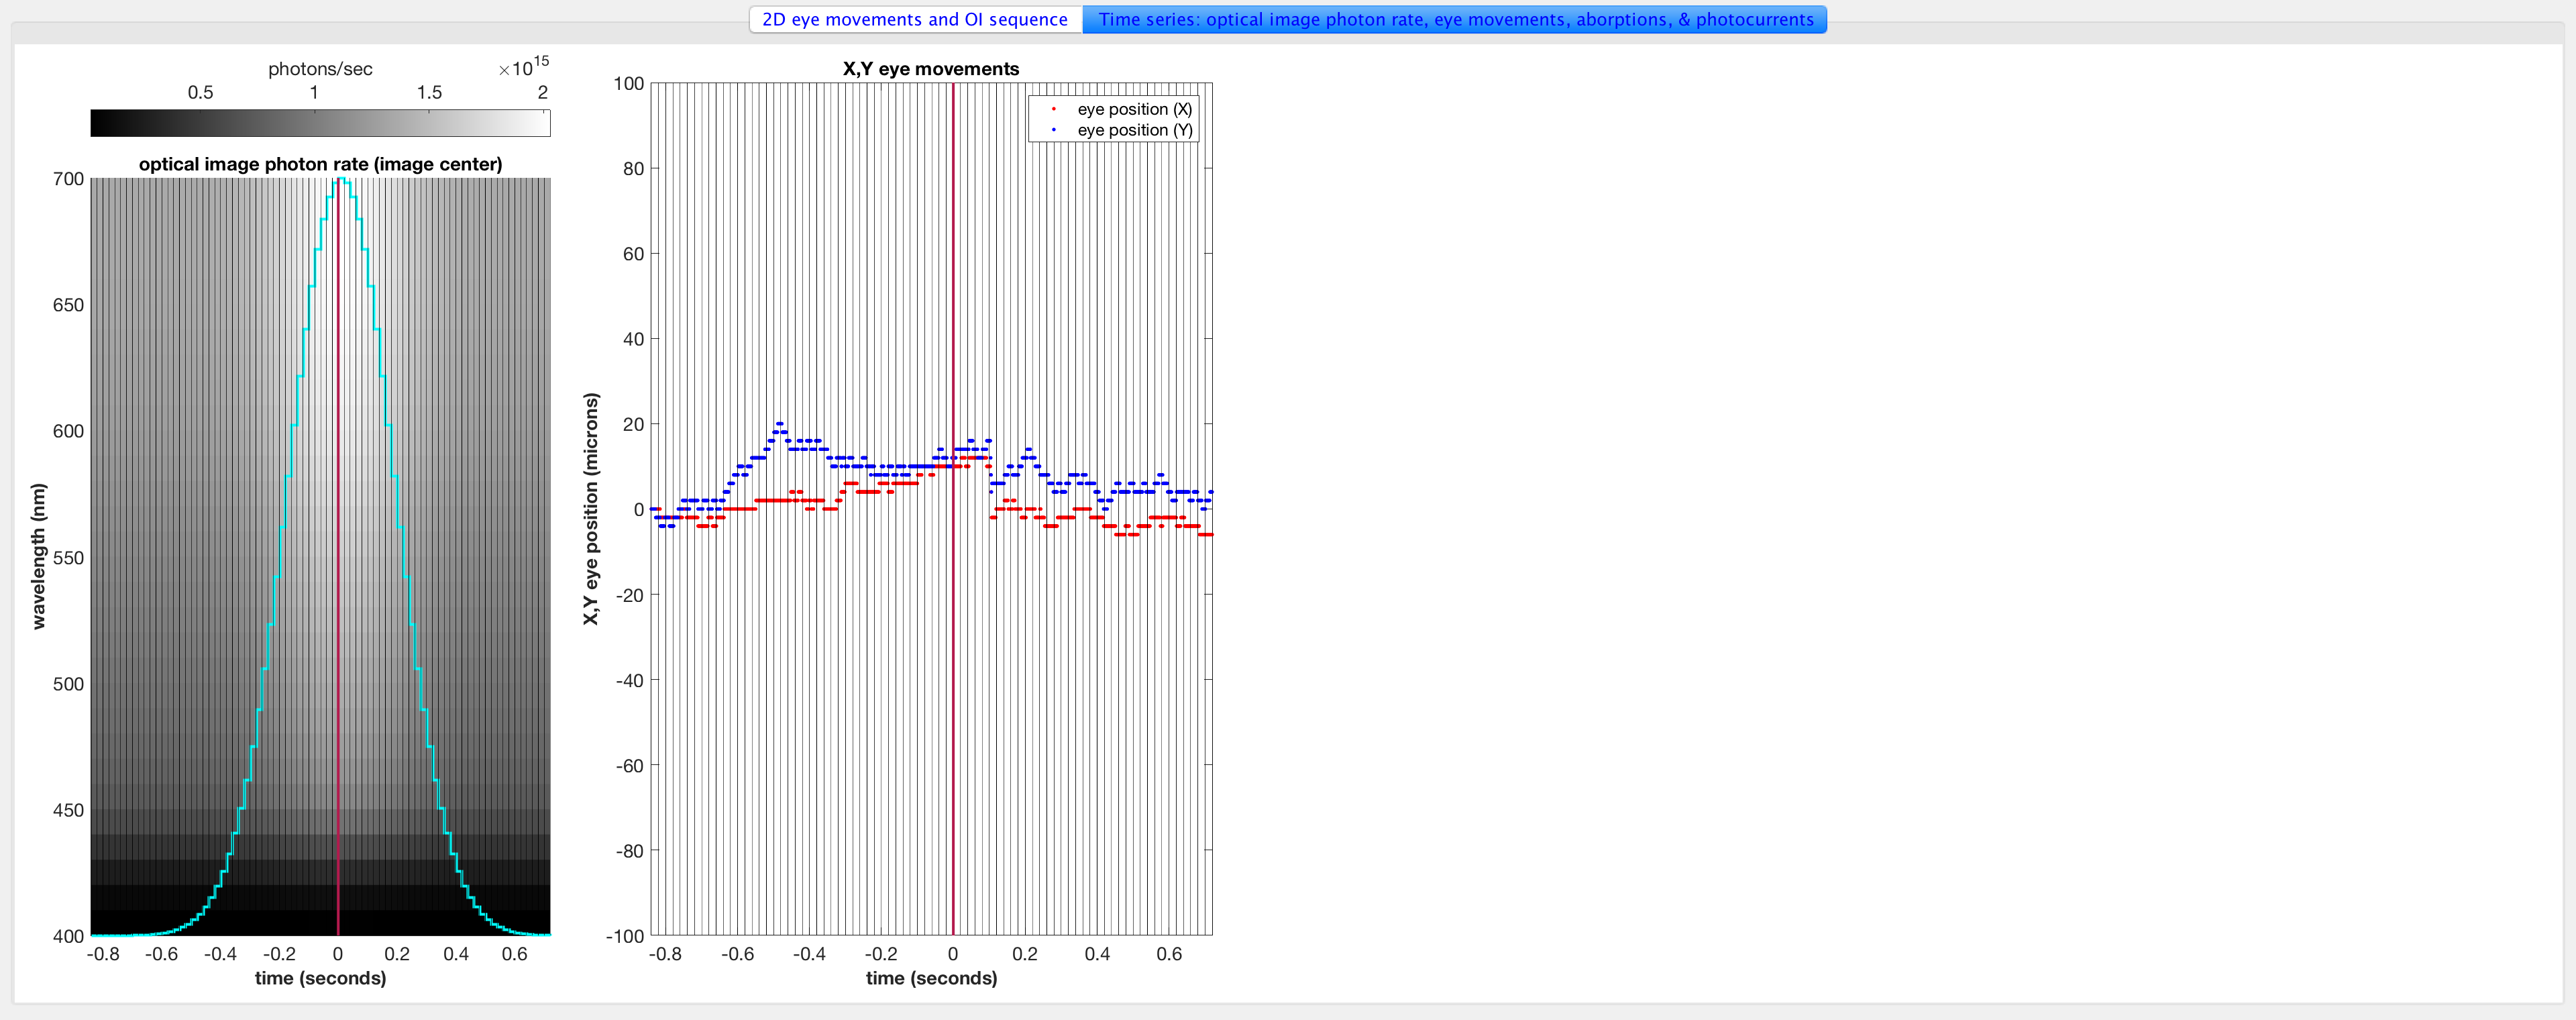 2D eye movements and OI sequence
Time series: optical image photon rate, eye movements, aborptions, & photocurrents
photons/sec
×10^15
0.5 1 1.5 2
optical image photon rate (image center)
700
650
600
550
500
450
400
wavelength (nm)
-0.8 -0.6 -0.4 -0.2 0 0.2 0.4 0.6
time (seconds)
X,Y eye movements
eye position (X)
eye position (Y)
100
80
60
40
20
0
-20
-40
-60
-80
-100
X,Y eye position (microns)
-0.8 -0.6 -0.4 -0.2 0 0.2 0.4 0.6
time (seconds)